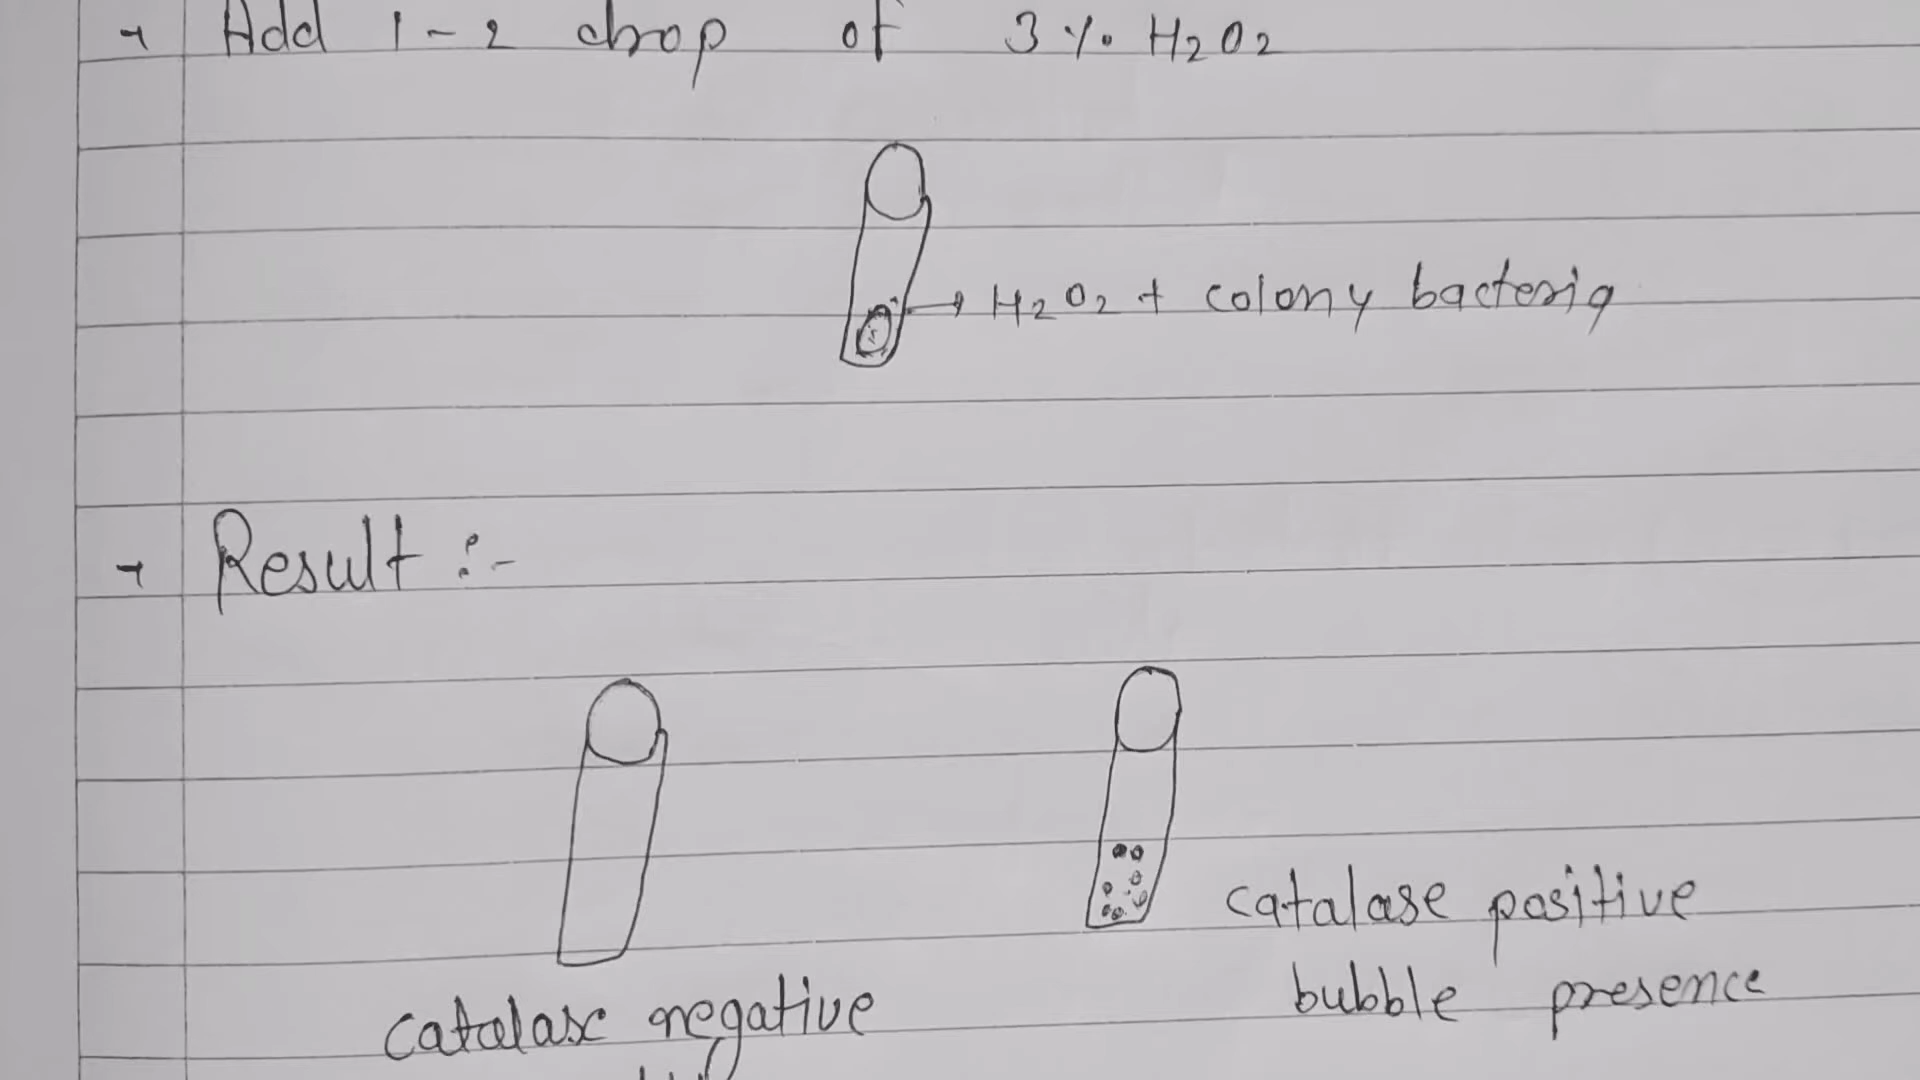 → Add 1-2 drop of 3% H2O2
→ H2O2 + colony bacteria
→ Result :-
catalase positive
bubble presence
catalase negative